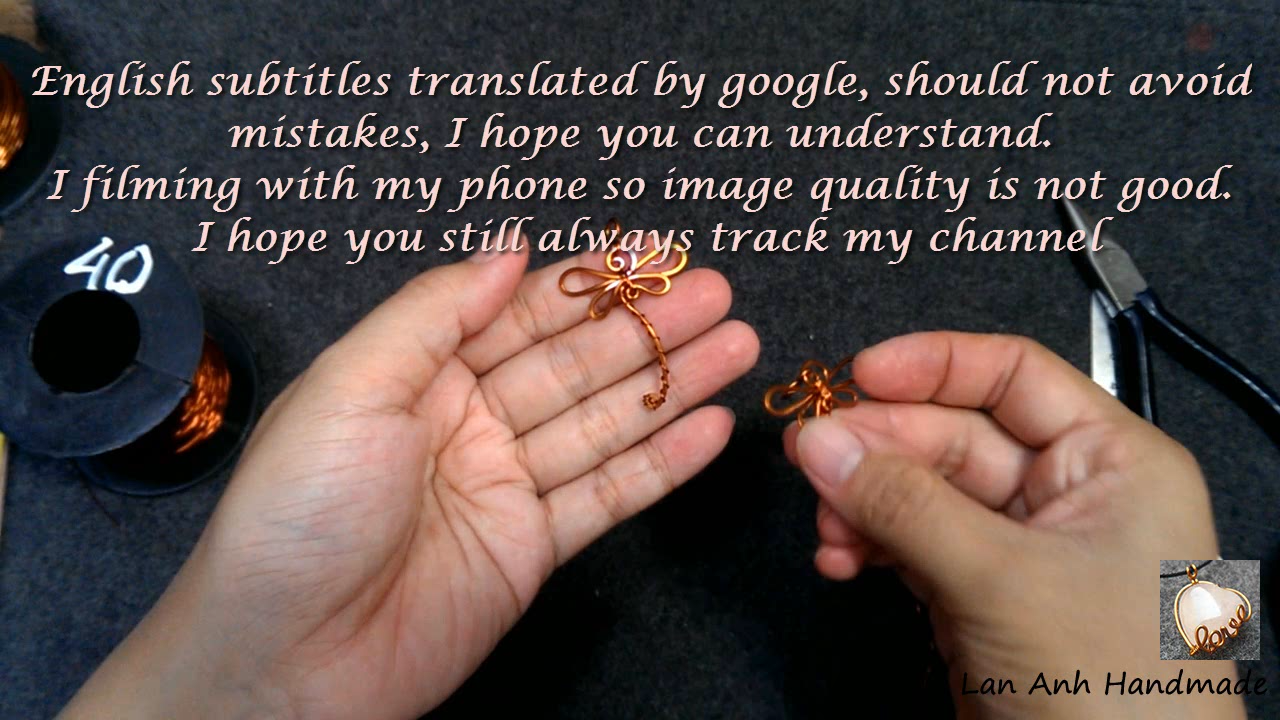 English subtitles translated by google, should not avoid
mistakes, I hope you can understand.
I filming with my phone so image quality is not good.
I hope you still always track my channel
40
love
Lan Anh Handmade